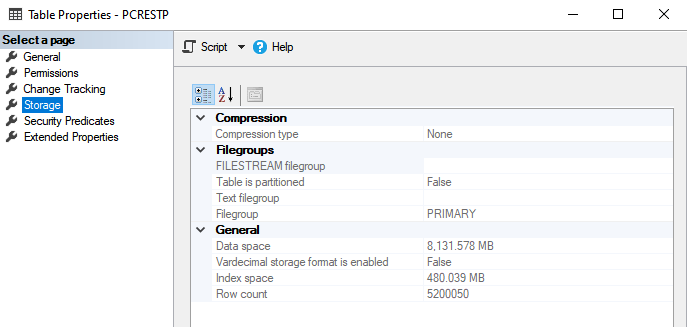 Table Properties - PCRESTP
Select a page
General
Permissions
Change Tracking
Storage
Security Predicates
Extended Properties
Script Help
A
Z
Compression
Compression type None
Filegroups
FILESTREAM filegroup
Table is partitioned False
Text filegroup
Filegroup PRIMARY
General
Data space 8,131.578 MB
Vardecimal storage format is enabled False
Index space 480.039 MB
Row count 5200050